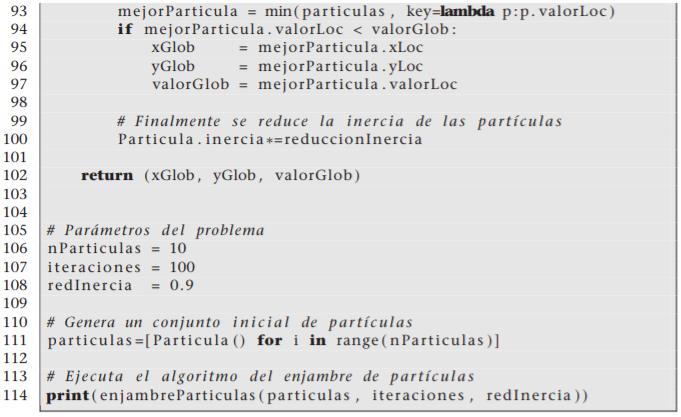 93 mejorParticula = min(particulas, key=lambda p:p.valorLoc)
94 if mejorParticula.valorLoc < valorGlob:
95 xGlob = mejorParticula.xLoc
96 yGlob = mejorParticula.yLoc
97 valorGlob = mejorParticula.valorLoc
98
99 # Finalmente se reduce la inercia de las partículas
100 Particula.inercia*=reduccionInercia
101
102 return (xGlob, yGlob, valorGlob)
103
104
105 # Parámetros del problema
106 nParticulas = 10
107 iteraciones = 100
108 redInercia = 0.9
109
110 # Genera un conjunto inicial de partículas
111 particulas=[Particula() for i in range(nParticulas)]
112
113 # Ejecuta el algoritmo del enjambre de partículas
114 print(enjambreParticulas(particulas, iteraciones, redInercia))